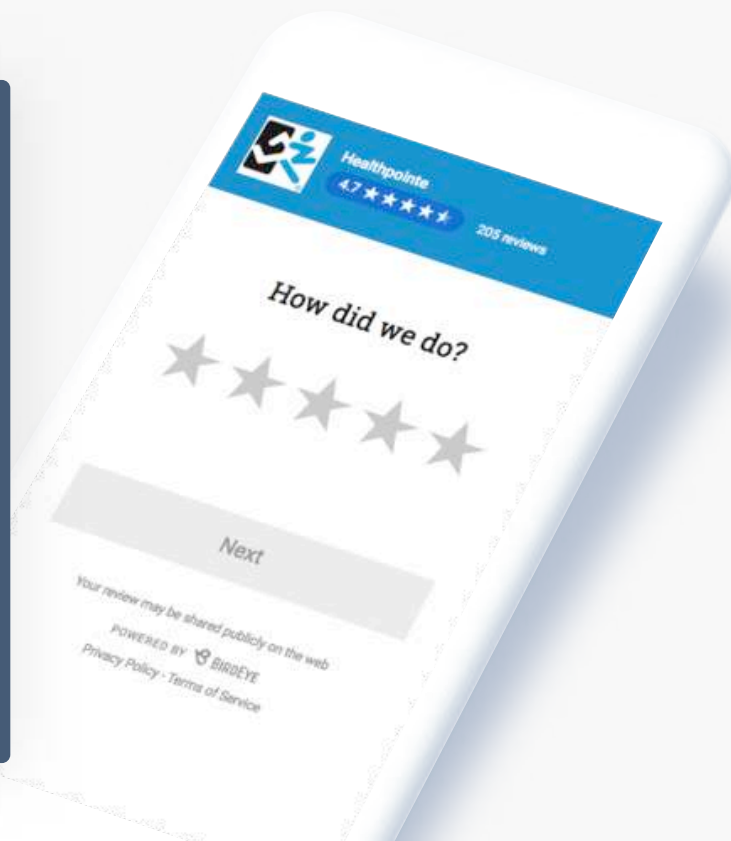 Healthpointe
4.7
205 reviews
How did we do?
Next
Your review may be shared publicly on the web
POWERED BY BIRDEYE
Privacy Policy · Terms of Service